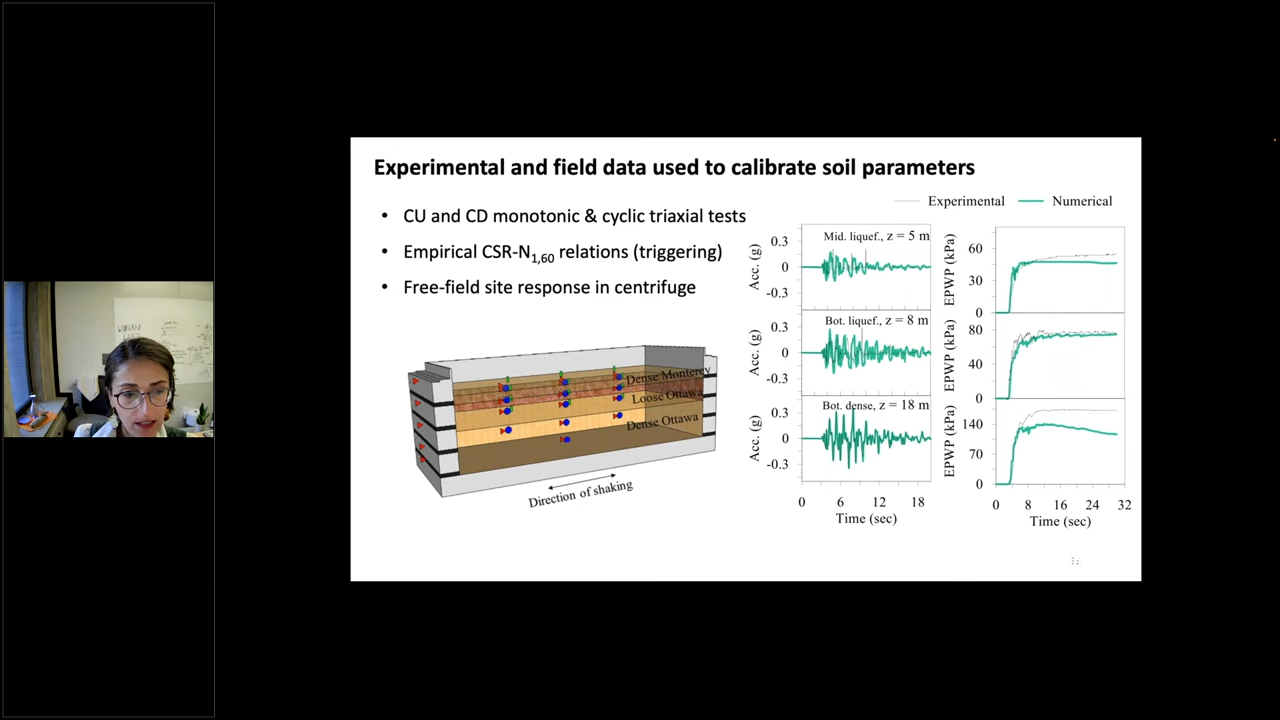 Experimental and field data used to calibrate soil parameters
• CU and CD monotonic & cyclic triaxial tests
• Empirical CSR-N1,60 relations (triggering)
• Free-field site response in centrifuge
Dense Monterey
Loose Ottawa
Dense Ottawa
Direction of shaking
Experimental Numerical
Mid. liquef., z = 5 m
Acc. (g)
0.3
0
-0.3
Bot. liquef., z = 8 m
Acc. (g)
0.3
0
-0.3
Bot. dense, z = 18 m
Acc. (g)
0.3
0
-0.3
0 6 12 18
Time (sec)
EPWP (kPa)
60
30
0
EPWP (kPa)
80
40
0
EPWP (kPa)
140
70
0
0 8 16 24 32
Time (sec)